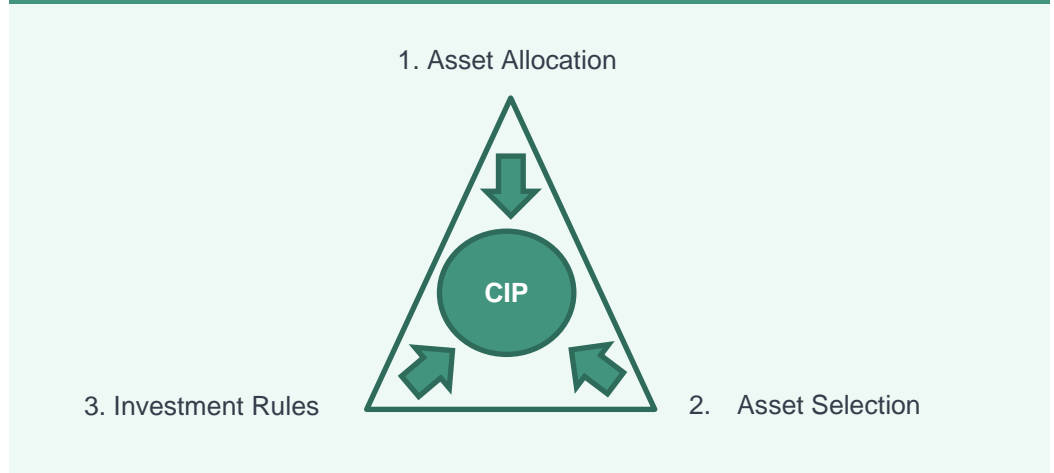 1. Asset Allocation
CIP
3. Investment Rules
2. Asset Selection